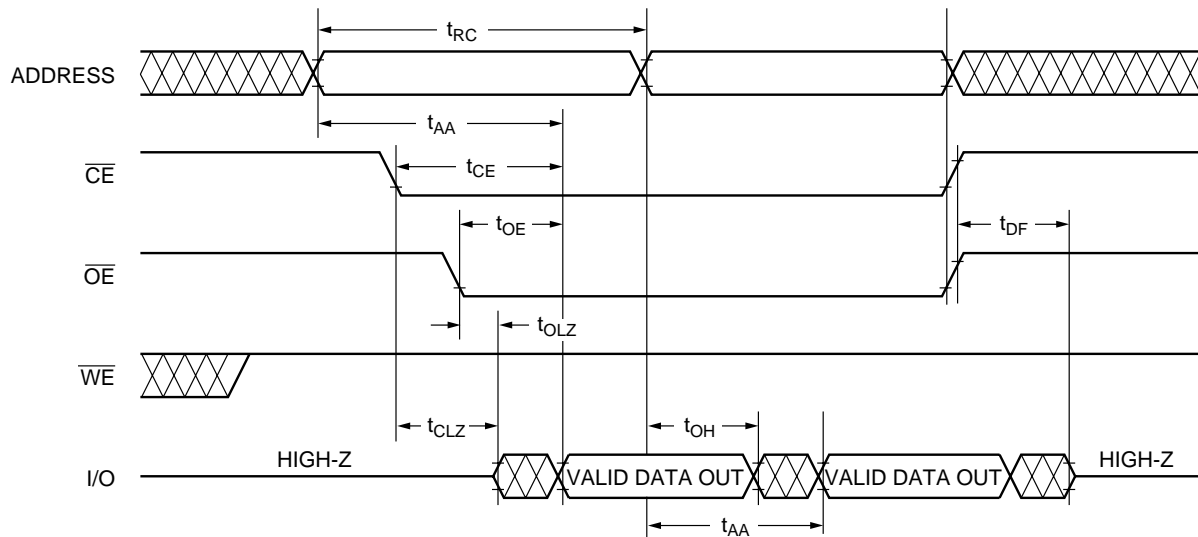 tRC
ADDRESS
tAA
CE
tCE
tOE
tDF
OE
tOLZ
WE
tCLZ
tOH
HIGH-Z
HIGH-Z
I/O
VALID DATA OUT
VALID DATA OUT
tAA